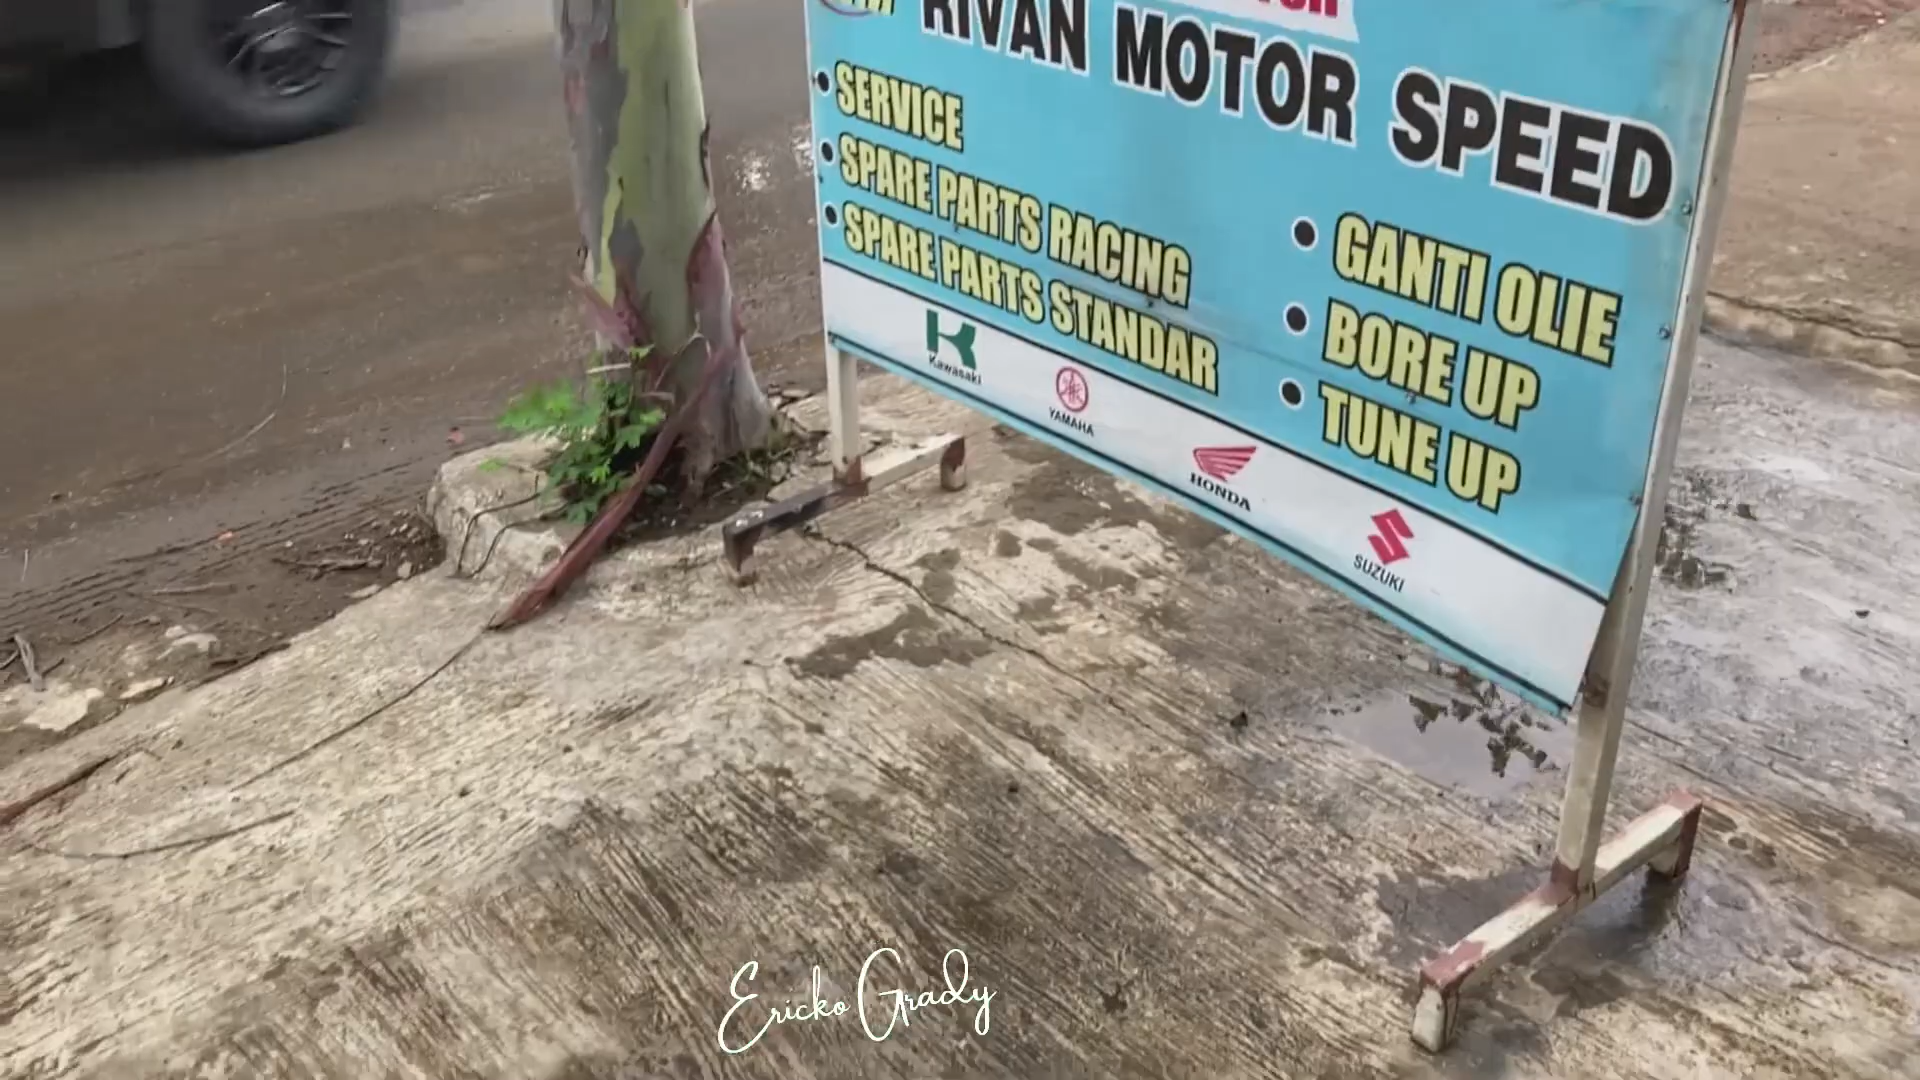 RIVAN MOTOR SPEED
SERVICE
SPARE PARTS RACING
SPARE PARTS STANDAR
GANTI OLIE
BORE UP
TUNE UP
Kawasaki
YAMAHA
HONDA
SUZUKI
Ericko Grady